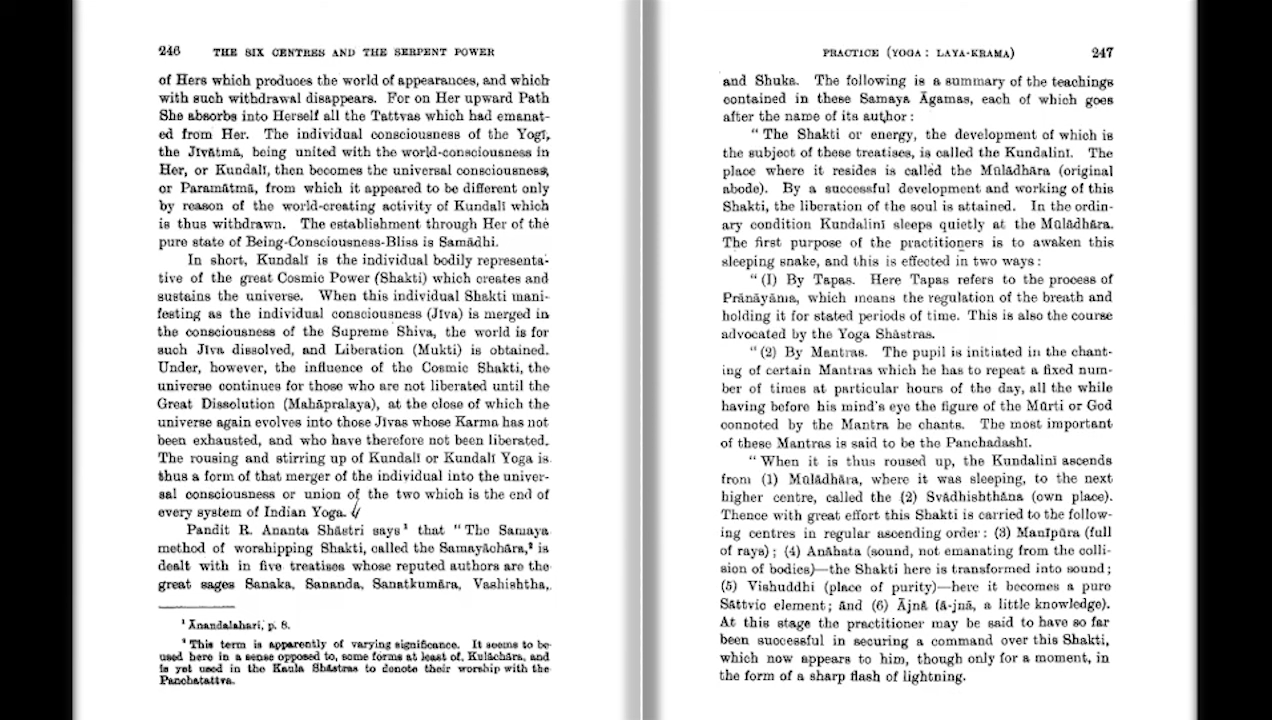 246 THE SIX CENTRES AND THE SERPENT POWER
of Hers which produces the world of appearances, and which
with such withdrawal disappears. For on Her upward Path
She absorbs into Herself all the Tattvas which had emanat-
ed from Her. The individual consciousness of the Yogī,
the Jīvātmā, being united with the world-consciousness in
Her, or Kundalī, then becomes the universal consciousness,
or Paramātmā, from which it appeared to be different only
by reason of the world-creating activity of Kundalī which
is thus withdrawn. The establishment through Her of the
pure state of Being-Consciousness-Bliss is Samādhi.
In short, Kundalī is the individual bodily representa-
tive of the great Cosmic Power (Shakti) which creates and
sustains the universe. When this individual Shakti mani-
festing as the individual consciousness (Jīva) is merged in
the consciousness of the Supreme Shiva, the world is for
such Jīva dissolved, and Liberation (Mukti) is obtained.
Under, however, the influence of the Cosmic Shakti, the
universe continues for those who are not liberated until the
Great Dissolution (Mahāpralaya), at the close of which the
universe again evolves into those Jīvas whose Karma has not
been exhausted, and who have therefore not been liberated.
The rousing and stirring up of Kundalī or Kundalī Yoga is
thus a form of that merger of the individual into the univer-
sal consciousness or union of the two which is the end of
every system of Indian Yoga.
Pandit R. Ananta Shāstri says¹ that "The Samaya
method of worshipping Shakti, called the Samayāchāra,² is
dealt with in five treatises whose reputed authors are the
great sages Sanaka, Sananda, Sanatkumāra, Vashishtha,
¹ Ānandalahari, p. 8.
² This term is apparently of varying significance. It seems to be
used here in a sense opposed to, some forms at least of, Kulāchāra, and
is yet used in the Kaula Shāstras to denote their worship with the
Panchatattva.
PRACTICE (YOGA: LAYA-KRAMA) 247
and Shuka. The following is a summary of the teachings
contained in these Samaya Āgamas, each of which goes
after the name of its author:
"The Shakti or energy, the development of which is
the subject of these treatises, is called the Kundalinī. The
place where it resides is called the Mūlādhāra (original
abode). By a successful development and working of this
Shakti, the liberation of the soul is attained. In the ordin-
ary condition Kundalinī sleeps quietly at the Mūlādhāra.
The first purpose of the practitioners is to awaken this
sleeping snake, and this is effected in two ways:
"(I) By Tapas. Here Tapas refers to the process of
Prānāyāma, which means the regulation of the breath and
holding it for stated periods of time. This is also the course
advocated by the Yoga Shāstras.
"(2) By Mantras. The pupil is initiated in the chant-
ing of certain Mantras which he has to repeat a fixed num-
ber of times at particular hours of the day, all the while
having before his mind's eye the figure of the Mūrti or God
connoted by the Mantra he chants. The most important
of these Mantras is said to be the Panchadashī.
"When it is thus roused up, the Kundalinī ascends
from (1) Mūlādhāra, where it was sleeping, to the next
higher centre, called the (2) Svādhishthāna (own place).
Thence with great effort this Shakti is carried to the follow-
ing centres in regular ascending order: (3) Manīpūra (full
of rays); (4) Anāhata (sound, not emanating from the colli-
sion of bodies)—the Shakti here is transformed into sound;
(5) Vishuddhi (place of purity)—here it becomes a pure
Sāttvic element; and (6) Ājnā (ā-jnā, a little knowledge).
At this stage the practitioner may be said to have so far
been successful in securing a command over this Shakti,
which now appears to him, though only for a moment, in
the form of a sharp flash of lightning.